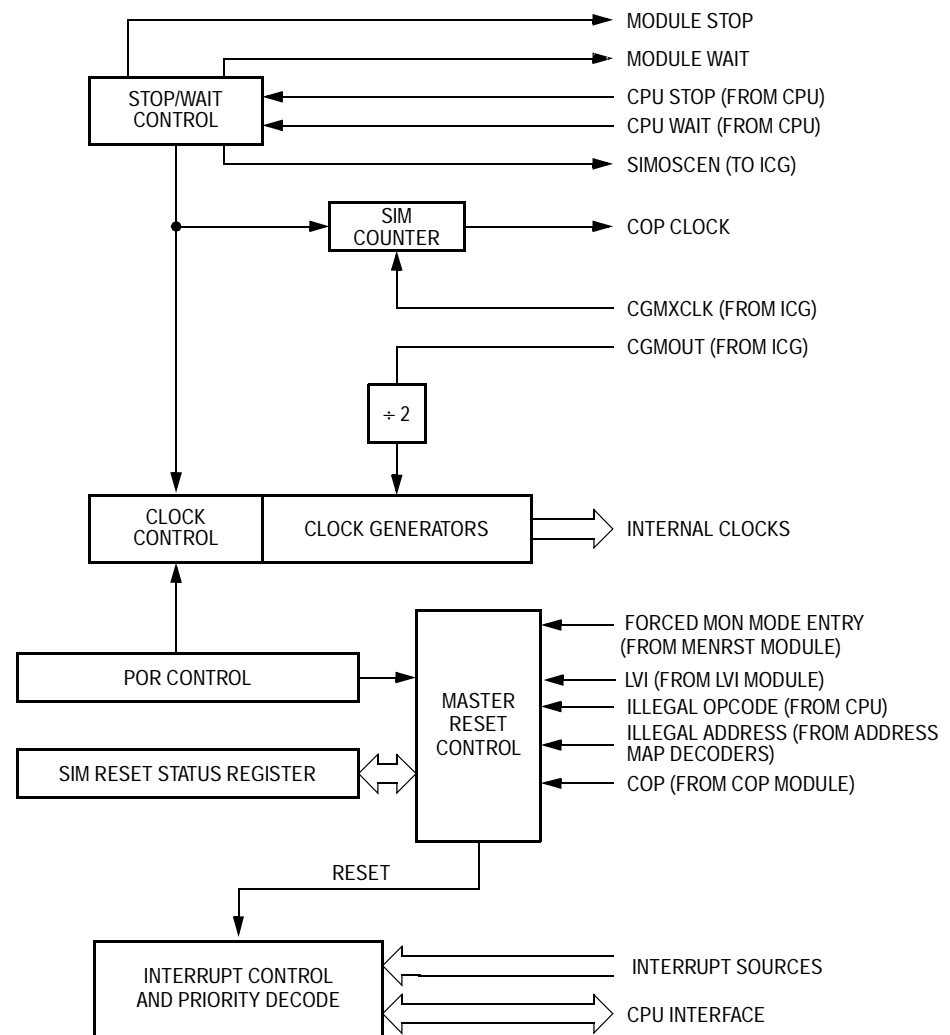 MODULE STOP
MODULE WAIT
STOP/WAIT
CONTROL
CPU STOP (FROM CPU)
CPU WAIT (FROM CPU)
SIMOSCEN (TO ICG)
SIM
COUNTER
COP CLOCK
CGMXCLK (FROM ICG)
CGMOUT (FROM ICG)
÷ 2
CLOCK
CONTROL
CLOCK GENERATORS
INTERNAL CLOCKS
FORCED MON MODE ENTRY
(FROM MENRST MODULE)
POR CONTROL
LVI (FROM LVI MODULE)
MASTER
RESET
CONTROL
ILLEGAL OPCODE (FROM CPU)
ILLEGAL ADDRESS (FROM ADDRESS
MAP DECODERS)
SIM RESET STATUS REGISTER
COP (FROM COP MODULE)
RESET
INTERRUPT CONTROL
AND PRIORITY DECODE
INTERRUPT SOURCES
CPU INTERFACE